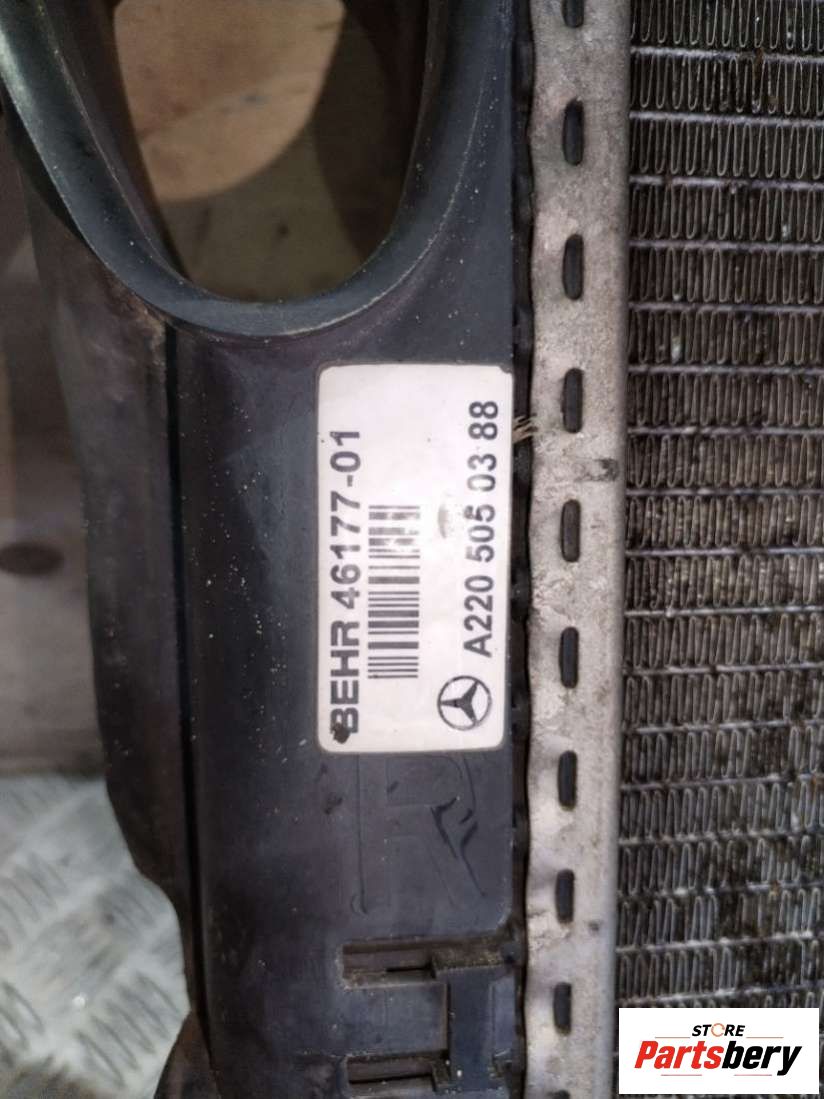 BEHR 46177-01
A220 505 03 88
STORE
Partsbery